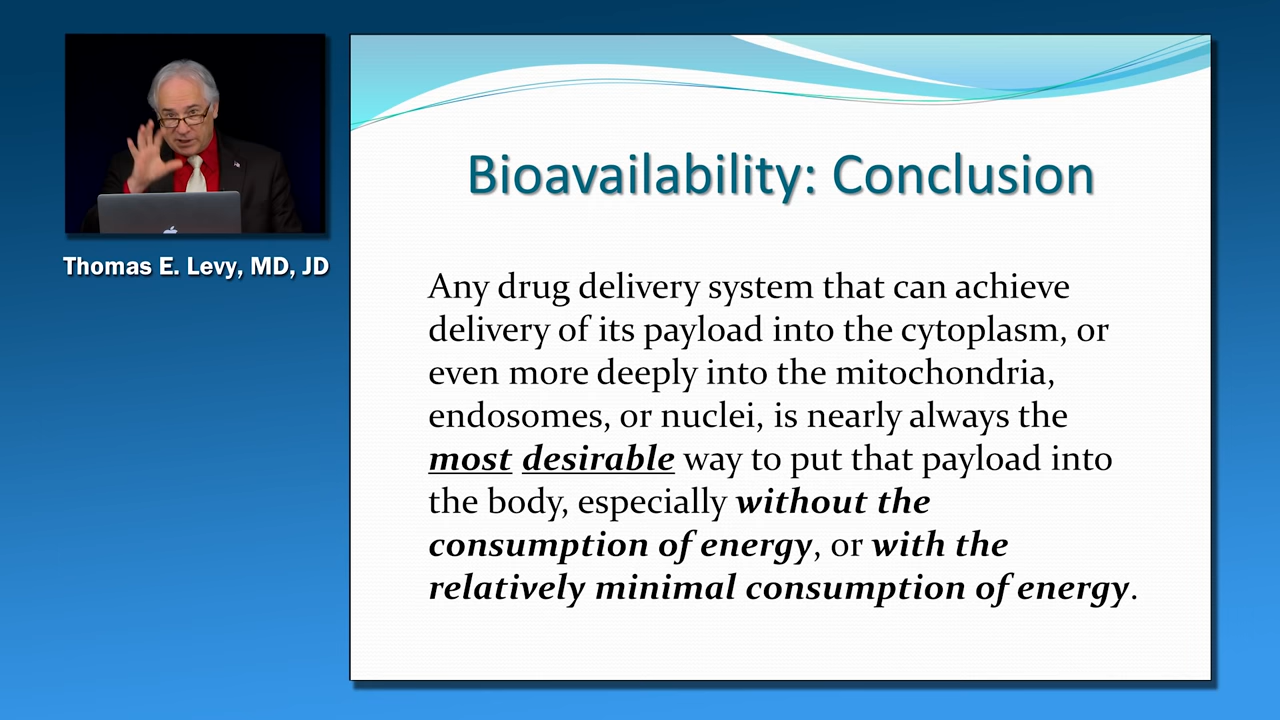 Thomas E. Levy, MD, JD
Bioavailability: Conclusion
Any drug delivery system that can achieve
delivery of its payload into the cytoplasm, or
even more deeply into the mitochondria,
endosomes, or nuclei, is nearly always the
most desirable way to put that payload into
the body, especially without the
consumption of energy, or with the
relatively minimal consumption of energy.